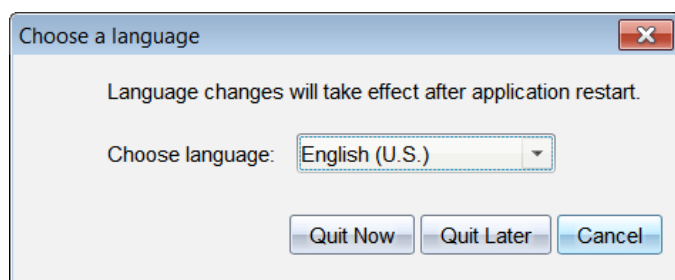 Choose a language
Language changes will take effect after application restart.
Choose language: English (U.S.)
Quit Now Quit Later Cancel